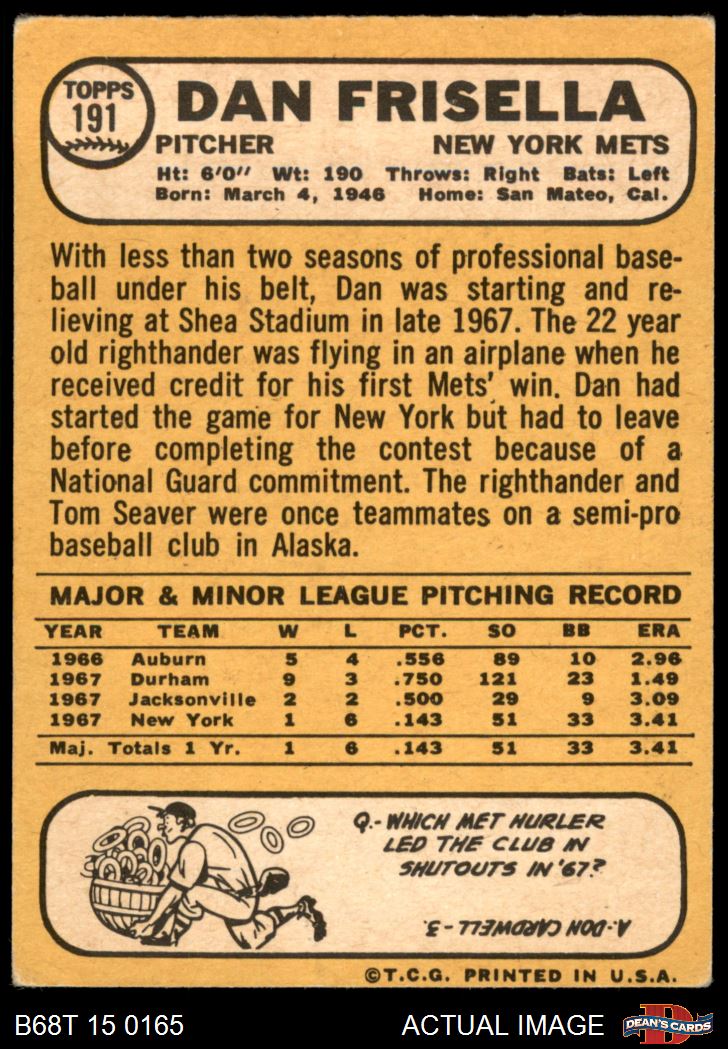 TOPPS
191
DAN FRISELLA
PITCHER NEW YORK METS
Ht: 6'0" Wt: 190 Throws: Right Bats: Left
Born: March 4, 1946 Home: San Mateo, Cal.
With less than two seasons of professional base-
ball under his belt, Dan was starting and re-
lieving at Shea Stadium in late 1967. The 22 year
old righthander was flying in an airplane when he
received credit for his first Mets' win. Dan had
started the game for New York but had to leave
before completing the contest because of a
National Guard commitment. The righthander and
Tom Seaver were once teammates on a semi-pro
baseball club in Alaska.
MAJOR & MINOR LEAGUE PITCHING RECORD
YEAR TEAM W L PCT. SO BB ERA
1966 Auburn 5 4 .556 89 10 2.96
1967 Durham 9 3 .750 121 23 1.49
1967 Jacksonville 2 2 .500 29 9 3.09
1967 New York 1 6 .143 51 33 3.41
Maj. Totals 1 Yr. 1 6 .143 51 33 3.41
Q.- WHICH MET HURLER
LED THE CLUB IN
SHUTOUTS IN '67?
A- DON CARDWELL - 3.
©T.C.G. PRINTED IN U.S.A.
B68T 15 0165 ACTUAL IMAGE D DEAN'S CARDS